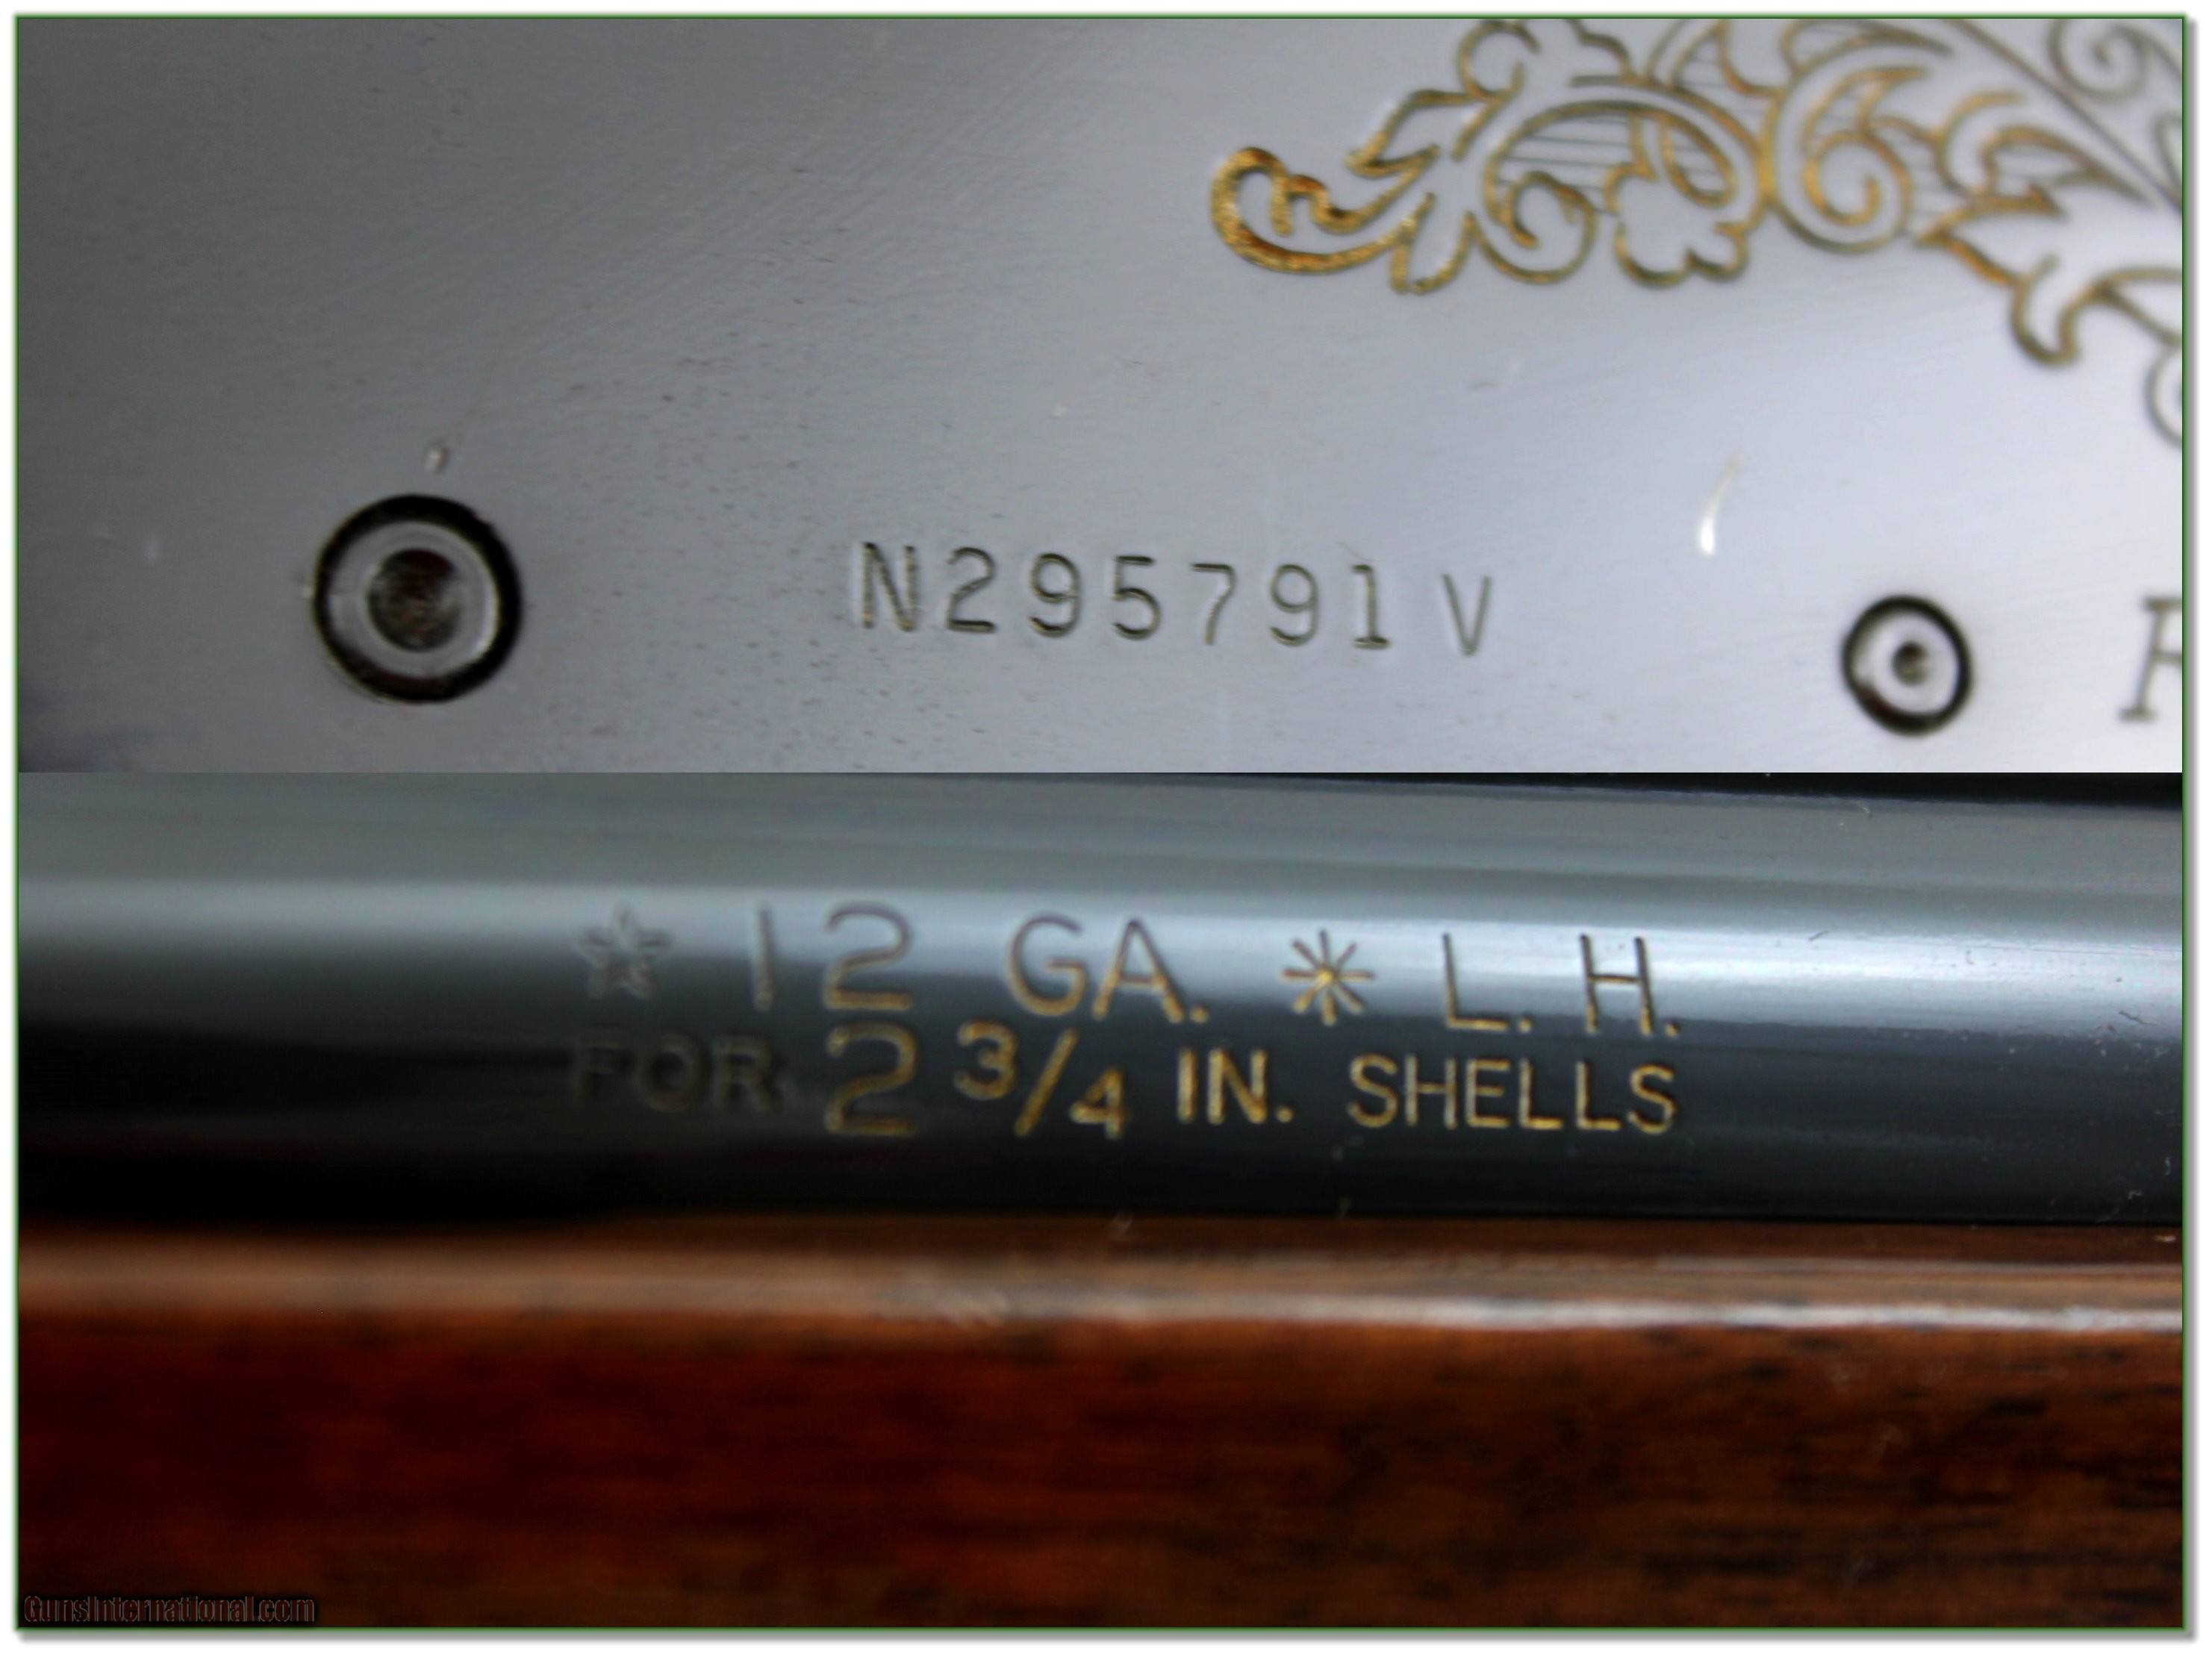 N295791V
R
☆ 12 GA. * L. H.
FOR 2 3/4 IN. SHELLS
GunsInternational.com